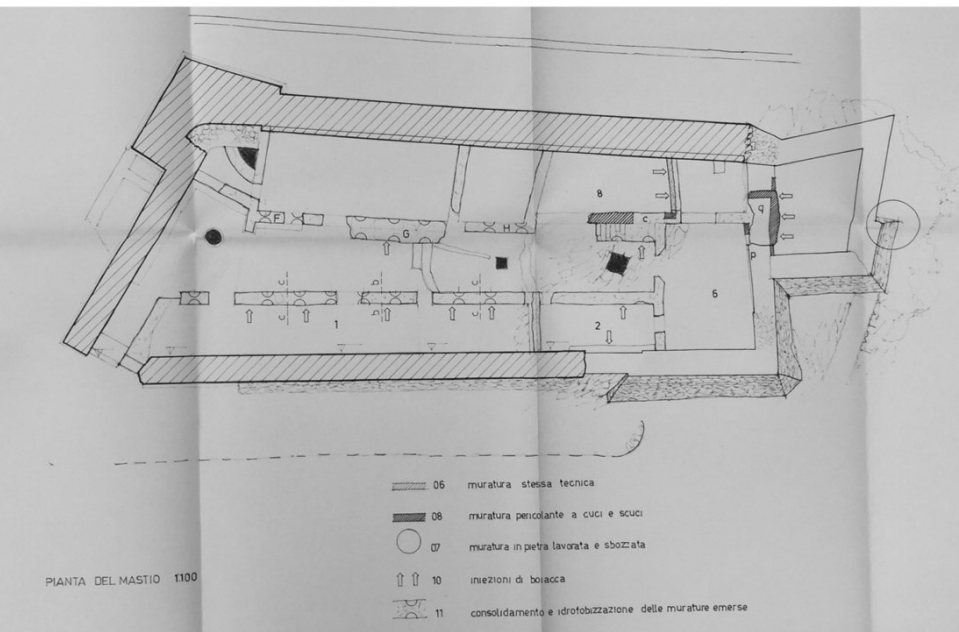 8
c
q
F
G
H
p
6
c
b
c
1
c
b
c
2
06 muratura stessa tecnica
08 muratura pericolante a cuci e scuci
07 muratura in pietra lavorata e sbozzata
PIANTA DEL MASTIO 1:100
10 iniezioni di boiacca
11 consolidamento e idrofobizzazione delle murature emerse